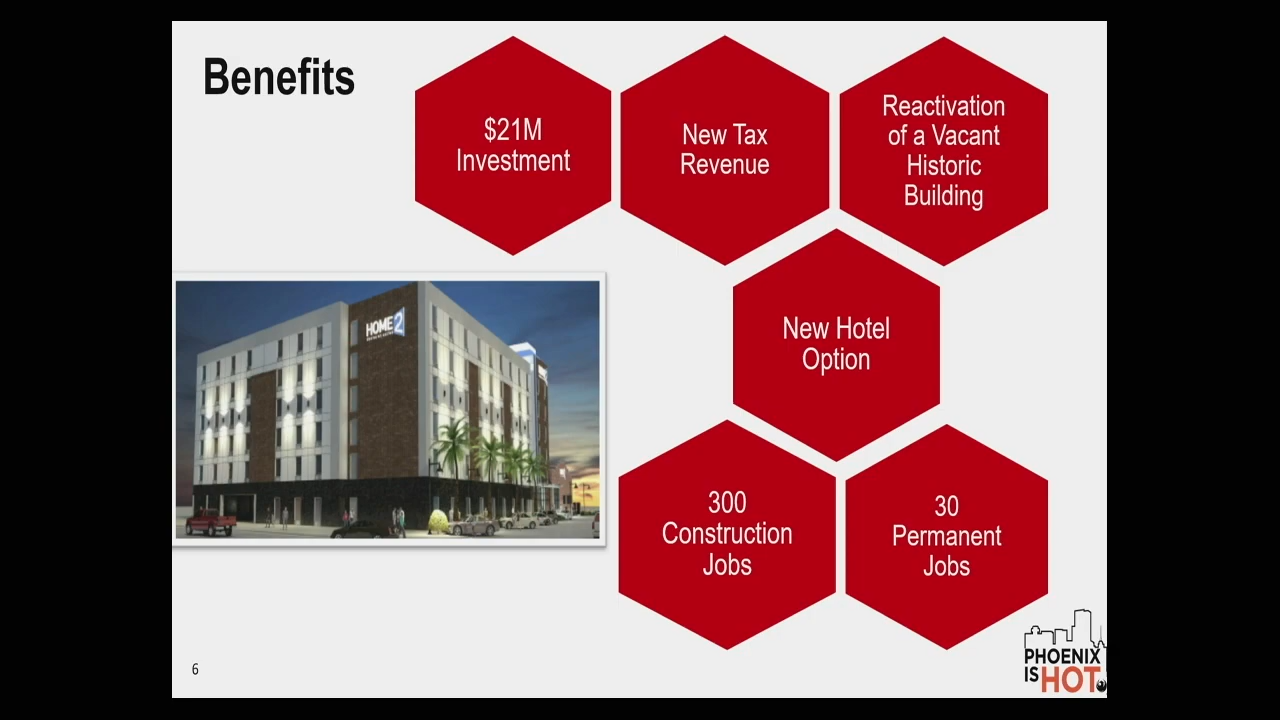 Benefits
$21M
Investment
New Tax
Revenue
Reactivation
of a Vacant
Historic
Building
New Hotel
Option
HOME2
300
Construction
Jobs
30
Permanent
Jobs
6
PHOENIX
IS HOT